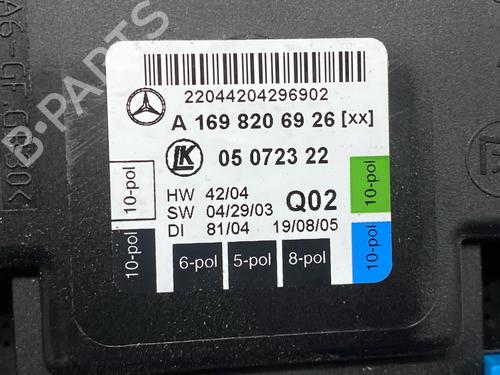 22044204296902
A 169 820 69 26 [xx]
LK 05 0723 22
HW 42/04
SW 04/29/03 Q02
DI 81/04 19/08/05
10-pol
10-pol
10-pol
10-pol
6-pol 5-pol 8-pol
B-PARTS